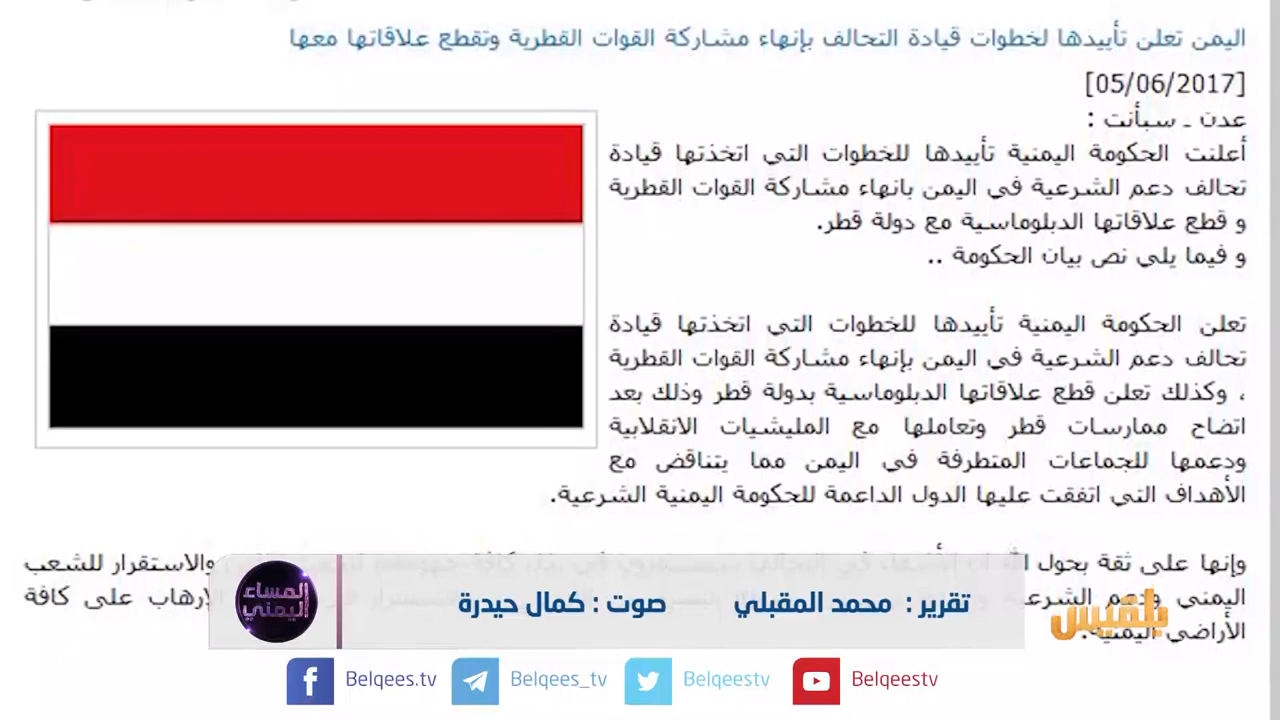 اليمن تعلن تأييدها لخطوات قيادة التحالف بإنهاء مشاركة القوات القطرية وتقطع علاقاتها معها
[05/06/2017]
عدن ـ سبأنت :
أعلنت الحكومة اليمنية تأييدها للخطوات التي اتخذتها قيادة
تحالف دعم الشرعية في اليمن بانهاء مشاركة القوات القطرية
و قطع علاقاتها الدبلوماسية مع دولة قطر.
و فيما يلي نص بيان الحكومة ..
تعلن الحكومة اليمنية تأييدها للخطوات التي اتخذتها قيادة
تحالف دعم الشرعية في اليمن بإنهاء مشاركة القوات القطرية
، وكذلك تعلن قطع علاقاتها الدبلوماسية بدولة قطر وذلك بعد
اتضاح ممارسات قطر وتعاملها مع المليشيات الانقلابية
ودعمها للجماعات المتطرفة في اليمن مما يتناقض مع
الأهداف التي اتفقت عليها الدول الداعمة للحكومة اليمنية الشرعية.
وإنها على ثقة بحول الله والاستقرار للشعب
اليمني ودعم الشرعية الإرهاب على كافة
الأراضي اليمنية.
المساء
اليمني
تقرير : محمد المقبلي صوت : كمال حيدرة
بلقيس
Belqees.tv Belqees_tv Belqeestv Belqeestv